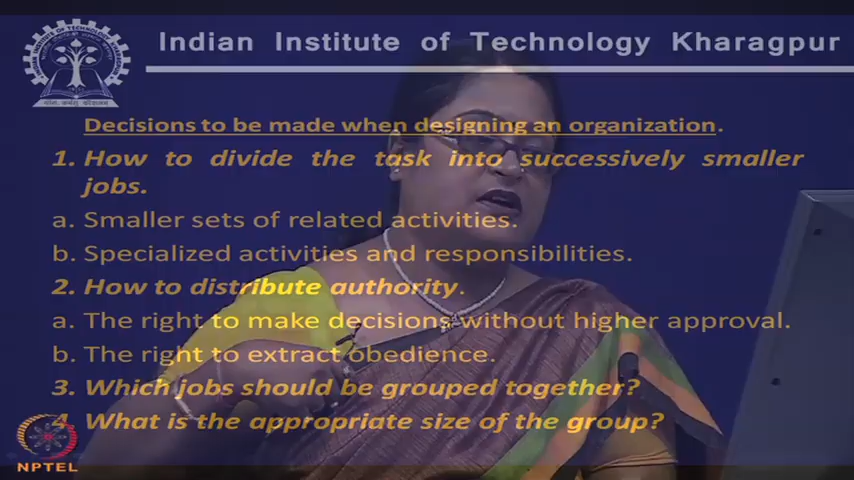 Indian Institute of Technology Kharagpur
Decisions to be made when designing an organization.
1. How to divide the task into successively smaller
jobs.
a. Smaller sets of related activities.
b. Specialized activities and responsibilities.
2. How to distribute authority.
a. The right to make decisions without higher approval.
b. The right to extract obedience.
3. Which jobs should be grouped together?
4. What is the appropriate size of the group?
NPTEL